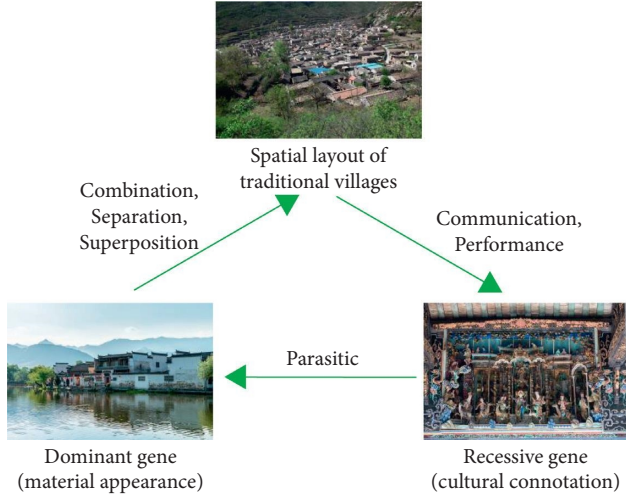 Spatial layout of
traditional villages
Combination,
Separation,
Superposition
Communication,
Performance
Parasitic
Dominant gene
(material appearance)
Recessive gene
(cultural connotation)